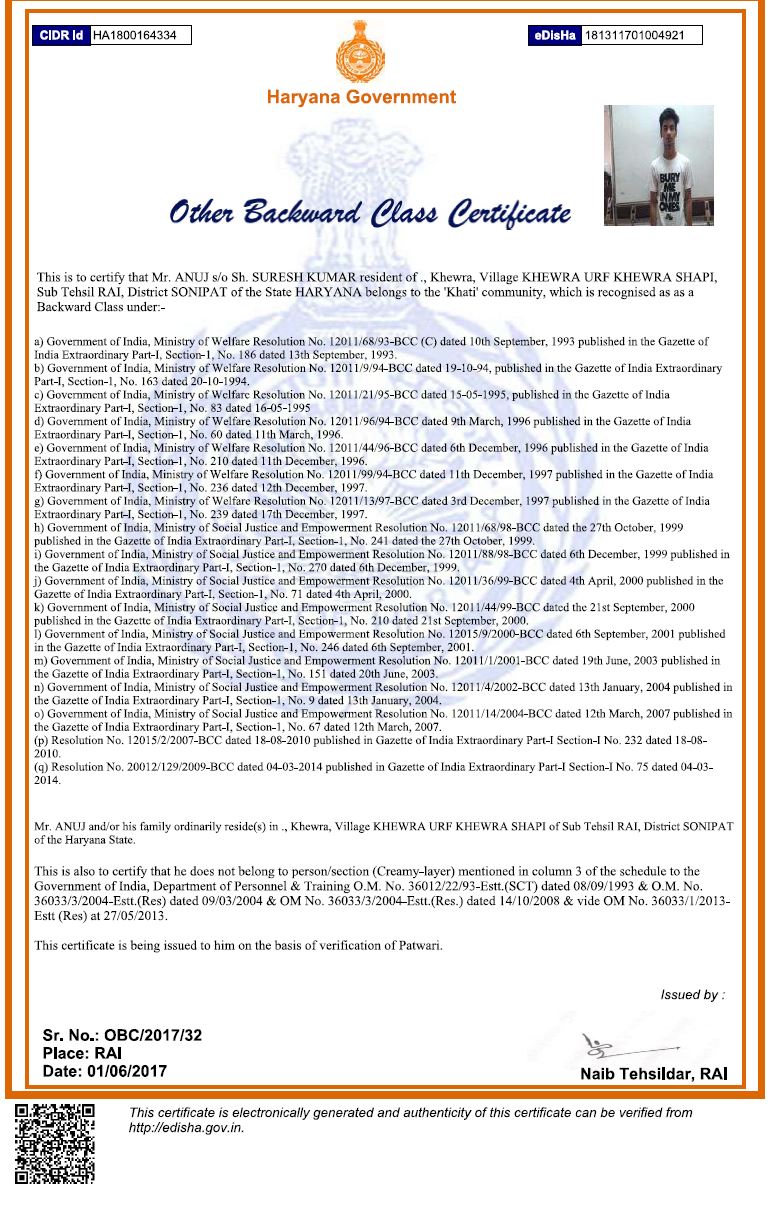 CIDR Id HA1800164334
eDisHa 181311701004921
Haryana Government
BURY
ME
IN MY
ONES
Other Backward Class Certificate
This is to certify that Mr. ANUJ s/o Sh. SURESH KUMAR resident of ., Khewra, Village KHEWRA URF KHEWRA SHAPI,
Sub Tehsil RAI, District SONIPAT of the State HARYANA belongs to the 'Khati' community, which is recognised as as a
Backward Class under:-
a) Government of India, Ministry of Welfare Resolution No. 12011/68/93-BCC (C) dated 10th September, 1993 published in the Gazette of
India Extraordinary Part-I, Section-1, No. 186 dated 13th September, 1993.
b) Government of India, Ministry of Welfare Resolution No. 12011/9/94-BCC dated 19-10-94, published in the Gazette of India Extraordinary
Part-I, Section-1, No. 163 dated 20-10-1994.
c) Government of India, Ministry of Welfare Resolution No. 12011/21/95-BCC dated 15-05-1995, published in the Gazette of India
Extraordinary Part-I, Section-1, No. 83 dated 16-05-1995
d) Government of India, Ministry of Welfare Resolution No. 12011/96/94-BCC dated 9th March, 1996 published in the Gazette of India
Extraordinary Part-I, Section-1, No. 60 dated 11th March, 1996.
e) Government of India, Ministry of Welfare Resolution No. 12011/44/96-BCC dated 6th December, 1996 published in the Gazette of India
Extraordinary Part-I, Section-1, No. 210 dated 11th December, 1996.
f) Government of India, Ministry of Welfare Resolution No. 12011/99/94-BCC dated 11th December, 1997 published in the Gazette of India
Extraordinary Part-I, Section-1, No. 236 dated 12th December, 1997.
g) Government of India, Ministry of Welfare Resolution No. 12011/13/97-BCC dated 3rd December, 1997 published in the Gazette of India
Extraordinary Part-I, Section-1, No. 239 dated 17th December, 1997.
h) Government of India, Ministry of Social Justice and Empowerment Resolution No. 12011/68/98-BCC dated the 27th October, 1999
published in the Gazette of India Extraordinary Part-I, Section-1, No. 241 dated the 27th October, 1999.
i) Government of India, Ministry of Social Justice and Empowerment Resolution No. 12011/88/98-BCC dated 6th December, 1999 published in
the Gazette of India Extraordinary Part-I, Section-1, No. 270 dated 6th December, 1999.
j) Government of India, Ministry of Social Justice and Empowerment Resolution No. 12011/36/99-BCC dated 4th April, 2000 published in the
Gazette of India Extraordinary Part-I, Section-1, No. 71 dated 4th April, 2000.
k) Government of India, Ministry of Social Justice and Empowerment Resolution No. 12011/44/99-BCC dated the 21st September, 2000
published in the Gazette of India Extraordinary Part-I, Section-1, No. 210 dated 21st September, 2000.
l) Government of India, Ministry of Social Justice and Empowerment Resolution No. 12015/9/2000-BCC dated 6th September, 2001 published
in the Gazette of India Extraordinary Part-I, Section-1, No. 246 dated 6th September, 2001.
m) Government of India, Ministry of Social Justice and Empowerment Resolution No. 12011/1/2001-BCC dated 19th June, 2003 published in
the Gazette of India Extraordinary Part-I, Section-1, No. 151 dated 20th June, 2003.
n) Government of India, Ministry of Social Justice and Empowerment Resolution No. 12011/4/2002-BCC dated 13th January, 2004 published in
the Gazette of India Extraordinary Part-I, Section-1, No. 9 dated 13th January, 2004.
o) Government of India, Ministry of Social Justice and Empowerment Resolution No. 12011/14/2004-BCC dated 12th March, 2007 published in
the Gazette of India Extraordinary Part-I, Section-1, No. 67 dated 12th March, 2007.
(p) Resolution No. 12015/2/2007-BCC dated 18-08-2010 published in Gazette of India Extraordinary Part-I Section-I No. 232 dated 18-08-
2010.
(q) Resolution No. 20012/129/2009-BCC dated 04-03-2014 published in Gazette of India Extraordinary Part-I Section-I No. 75 dated 04-03-
2014.
Mr. ANUJ and/or his family ordinarily reside(s) in ., Khewra, Village KHEWRA URF KHEWRA SHAPI of Sub Tehsil RAI, District SONIPAT
of the Haryana State.
This is also to certify that he does not belong to person/section (Creamy-layer) mentioned in column 3 of the schedule to the
Government of India, Department of Personnel & Training O.M. No. 36012/22/93-Estt.(SCT) dated 08/09/1993 & O.M. No.
36033/3/2004-Estt.(Res) dated 09/03/2004 & OM No. 36033/3/2004-Estt.(Res.) dated 14/10/2008 & vide OM No. 36033/1/2013-
Estt (Res) at 27/05/2013.
This certificate is being issued to him on the basis of verification of Patwari.
Issued by :
Sr. No.: OBC/2017/32
Place: RAI
Date: 01/06/2017
Naib Tehsildar, RAI
This certificate is electronically generated and authenticity of this certificate can be verified from
http://edisha.gov.in.